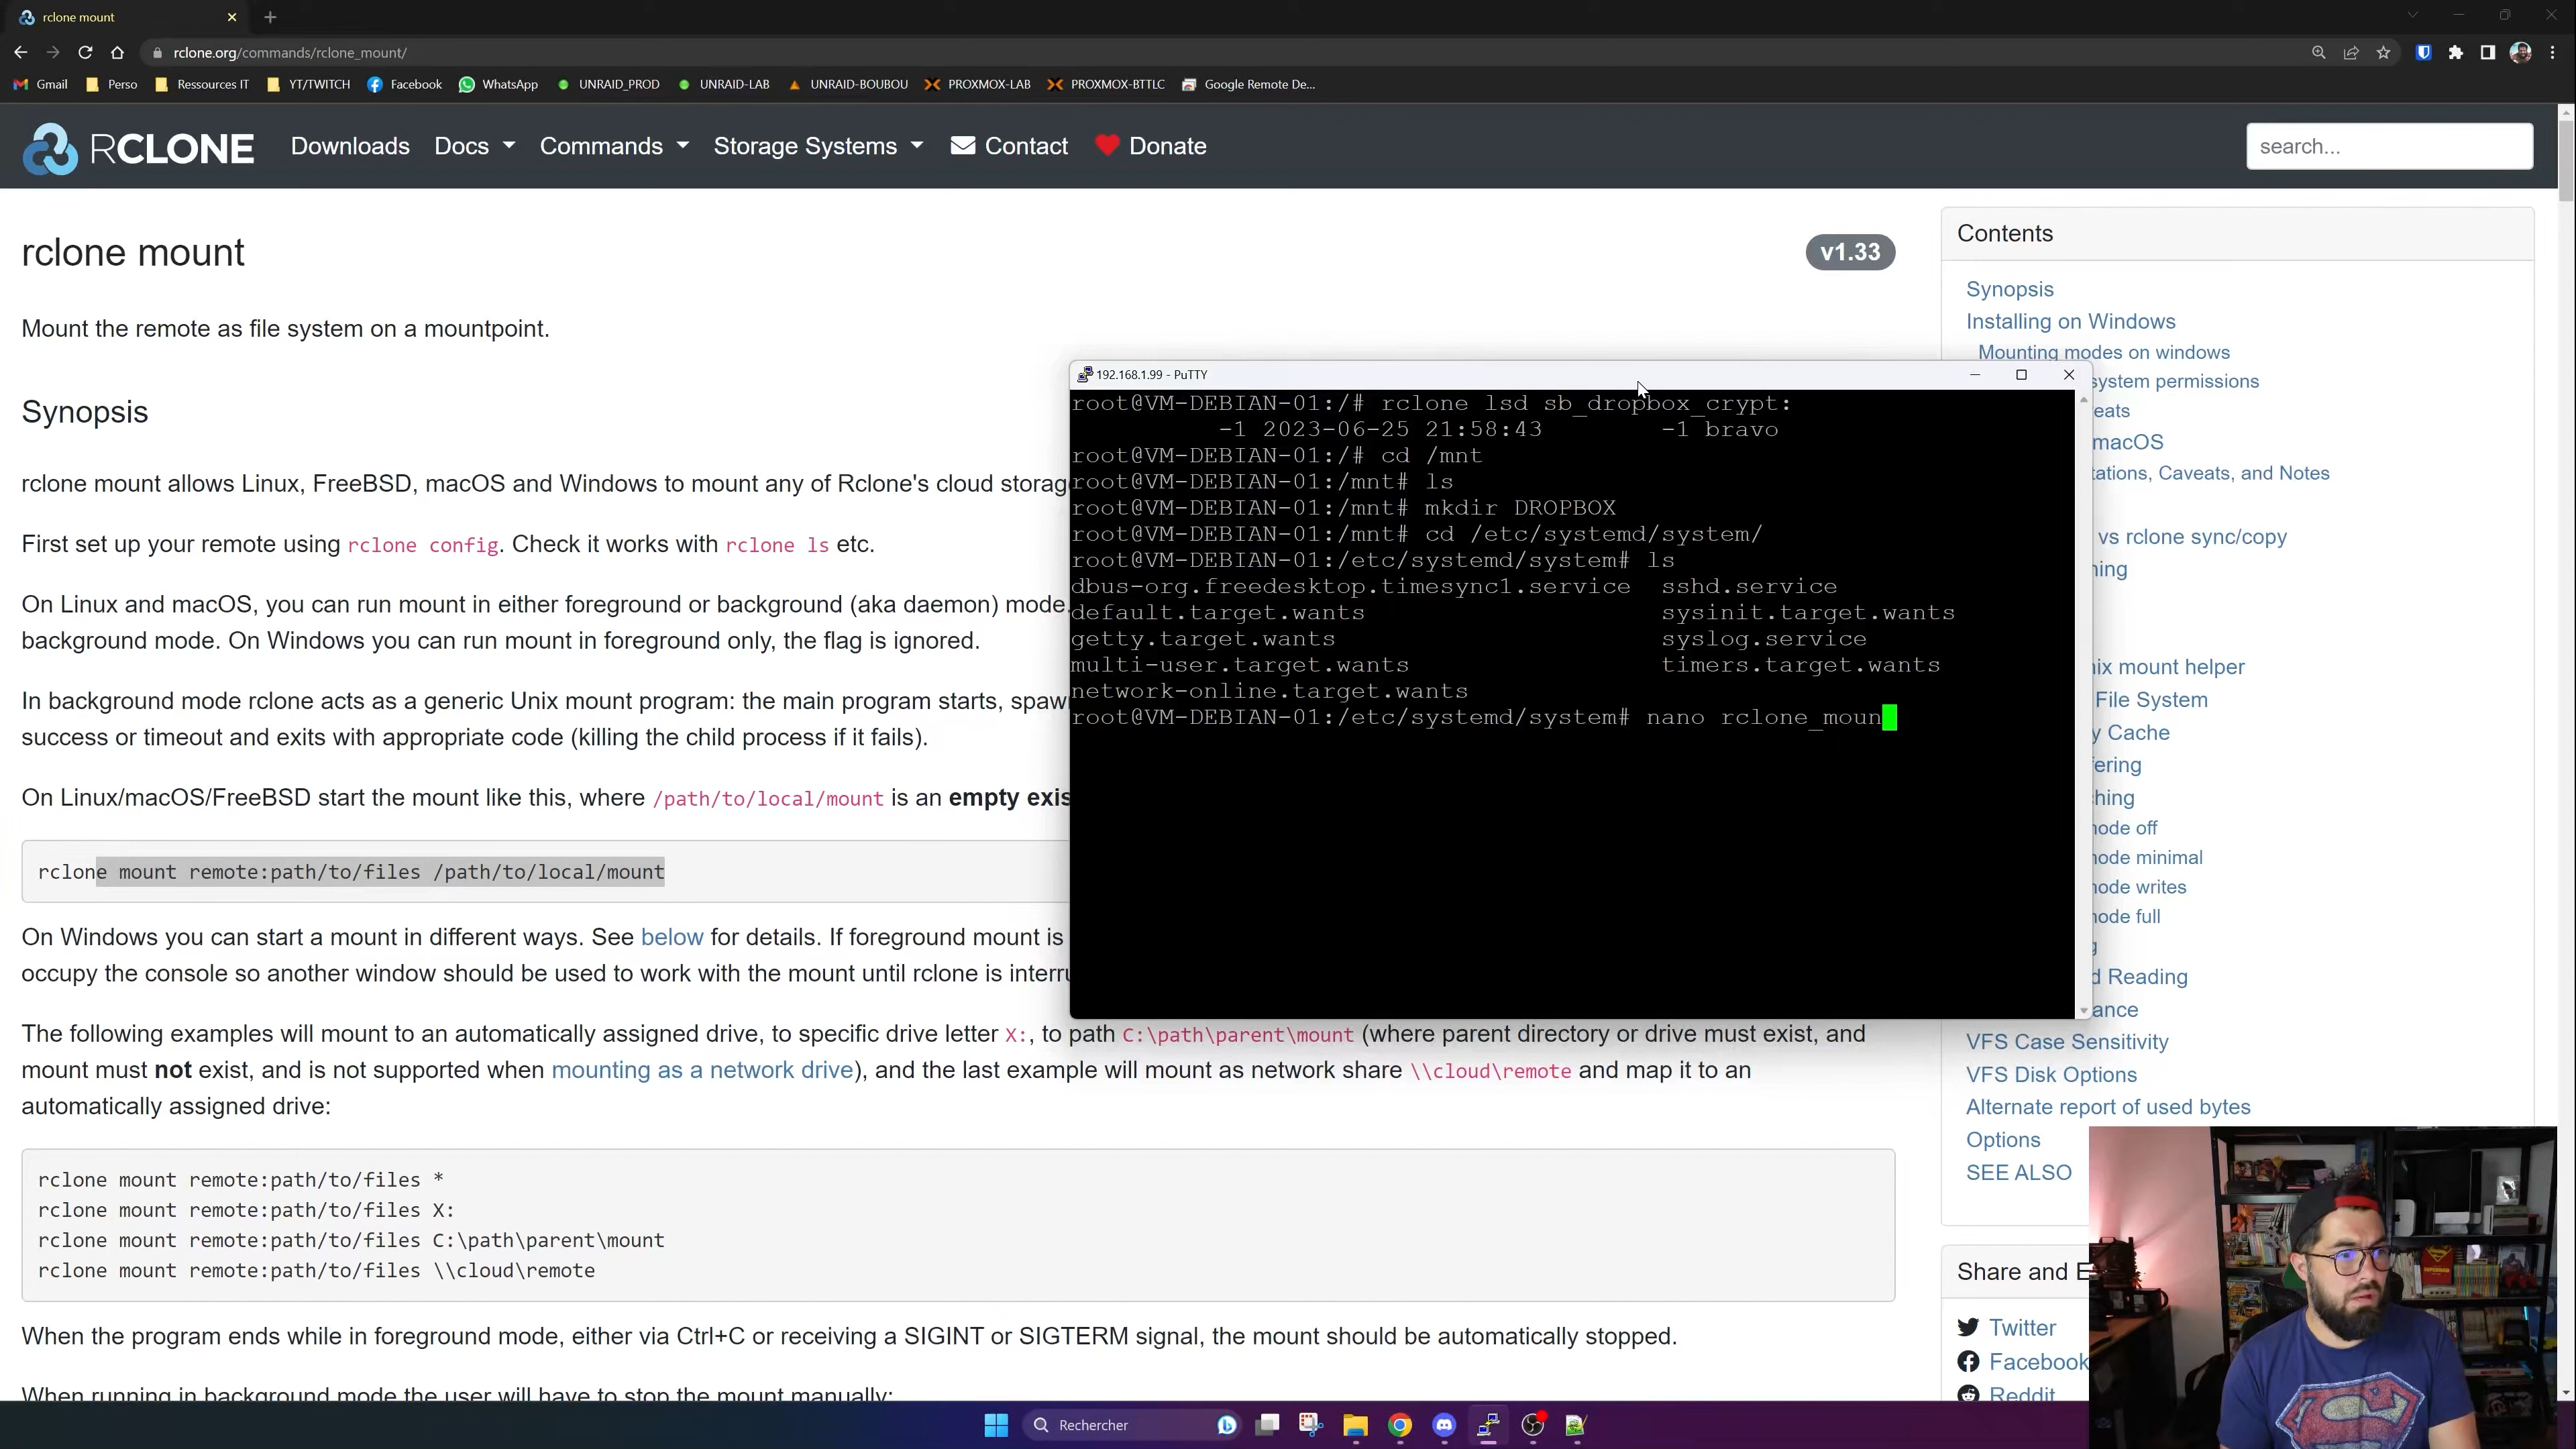 rclone mount
rclone.org/commands/rclone_mount/
Gmail
Perso
Ressources IT
YT/TWITCH
Facebook
WhatsApp
UNRAID_PROD
UNRAID-LAB
UNRAID-BOUBOU
PROXMOX-LAB
PROXMOX-BTTLC
Google Remote De...
RCLONE
Downloads
Docs
Commands
Storage Systems
Contact
Donate
search...
rclone mount
v1.33
Mount the remote as file system on a mountpoint.
Synopsis
rclone mount allows Linux, FreeBSD, macOS and Windows to mount any of Rclone's cloud storag
First set up your remote using rclone config. Check it works with rclone ls etc.
On Linux and macOS, you can run mount in either foreground or background (aka daemon) mode.
background mode. On Windows you can run mount in foreground only, the flag is ignored.
In background mode rclone acts as a generic Unix mount program: the main program starts, spaw
success or timeout and exits with appropriate code (killing the child process if it fails).
On Linux/macOS/FreeBSD start the mount like this, where /path/to/local/mount is an empty exis
rclone mount remote:path/to/files /path/to/local/mount
On Windows you can start a mount in different ways. See below for details. If foreground mount is
occupy the console so another window should be used to work with the mount until rclone is interru
The following examples will mount to an automatically assigned drive, to specific drive letter X:, to path C:\path\parent\mount (where parent directory or drive must exist, and
mount must not exist, and is not supported when mounting as a network drive), and the last example will mount as network share \\cloud\remote and map it to an
automatically assigned drive:
rclone mount remote:path/to/files *
rclone mount remote:path/to/files X:
rclone mount remote:path/to/files C:\path\parent\mount
rclone mount remote:path/to/files \\cloud\remote
When the program ends while in foreground mode, either via Ctrl+C or receiving a SIGINT or SIGTERM signal, the mount should be automatically stopped.
When running in background mode the user will have to stop the mount manually:
192.168.1.99 - PuTTY
root@VM-DEBIAN-01:/# rclone lsd sb_dropbox_crypt:
-1 2023-06-25 21:58:43 -1 bravo
root@VM-DEBIAN-01:/# cd /mnt
root@VM-DEBIAN-01:/mnt# ls
root@VM-DEBIAN-01:/mnt# mkdir DROPBOX
root@VM-DEBIAN-01:/mnt# cd /etc/systemd/system/
root@VM-DEBIAN-01:/etc/systemd/system# ls
dbus-org.freedesktop.timesync1.service sshd.service
default.target.wants sysinit.target.wants
getty.target.wants syslog.service
multi-user.target.wants timers.target.wants
network-online.target.wants
root@VM-DEBIAN-01:/etc/systemd/system# nano rclone_moun
Contents
Synopsis
Installing on Windows
Mounting modes on windows
system permissions
eats
macOS
tations, Caveats, and Notes
vs rclone sync/copy
ning
ix mount helper
File System
y Cache
fering
hing
ode off
ode minimal
ode writes
ode full
g
d Reading
ance
VFS Case Sensitivity
VFS Disk Options
Alternate report of used bytes
Options
SEE ALSO
Share and E
Twitter
Facebook
Reddit
Rechercher